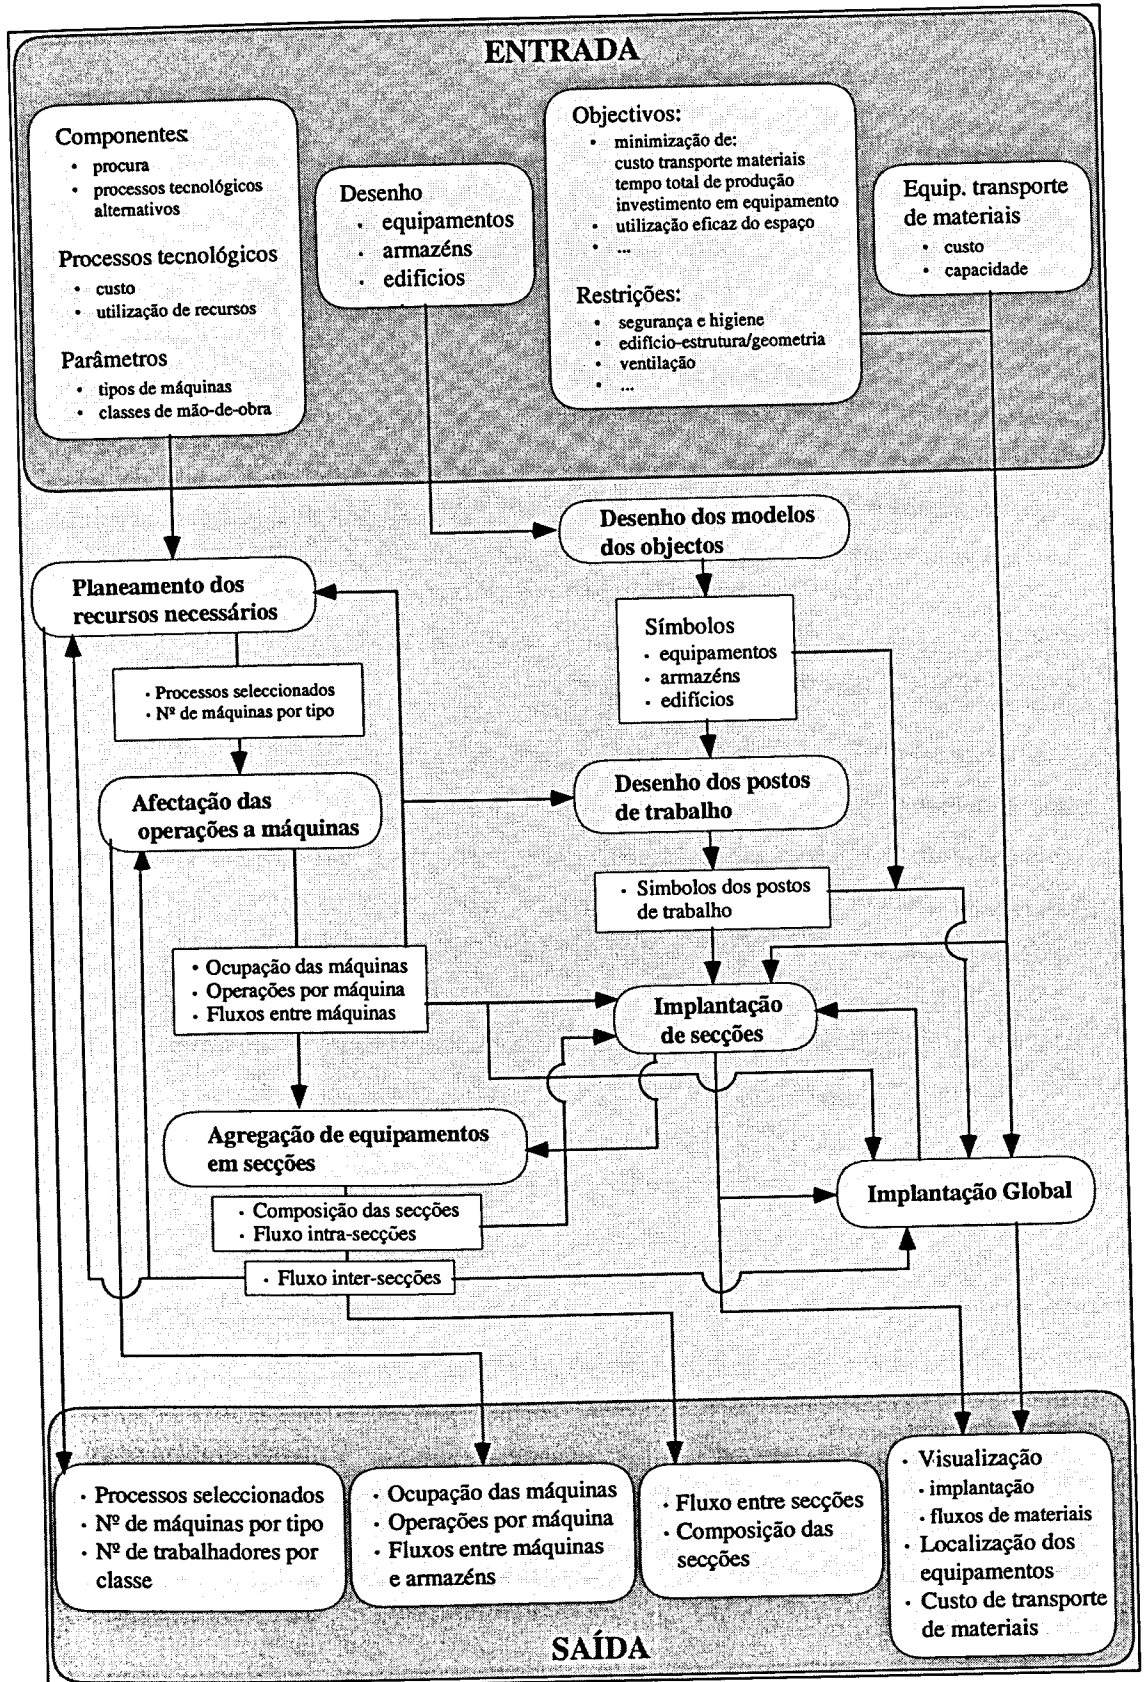 ENTRADA
Componentes:
• procura
• processos tecnológicos
alternativos
Processos tecnológicos
• custo
• utilização de recursos
Parâmetros
• tipos de máquinas
• classes de mão-de-obra
Desenho
• equipamentos
• armazéns
• edifícios
Objectivos:
• minimização de:
custo transporte materiais
tempo total de produção
investimento em equipamento
• utilização eficaz do espaço
• ...
Restrições:
• segurança e higiene
• edifício-estrutura/geometria
• ventilação
• ...
Equip. transporte
de materiais
• custo
• capacidade
Desenho dos modelos
dos objectos
Planeamento dos
recursos necessários
Símbolos
• equipamentos
• armazéns
• edifícios
• Processos seleccionados
• Nº de máquinas por tipo
Afectação das
operações a máquinas
Desenho dos postos
de trabalho
• Simbolos dos postos
de trabalho
• Ocupação das máquinas
• Operações por máquina
• Fluxos entre máquinas
Implantação
de secções
Agregação de equipamentos
em secções
Implantação Global
• Composição das secções
• Fluxo intra-secções
• Fluxo inter-secções
• Processos seleccionados
• Nº de máquinas por tipo
• Nº de trabalhadores por
classe
• Ocupação das máquinas
• Operações por máquina
• Fluxos entre máquinas
e armazéns
• Fluxo entre secções
• Composição das
secções
• Visualização
• implantação
• fluxos de materiais
• Localização dos
equipamentos
• Custo de transporte
de materiais
SAÍDA